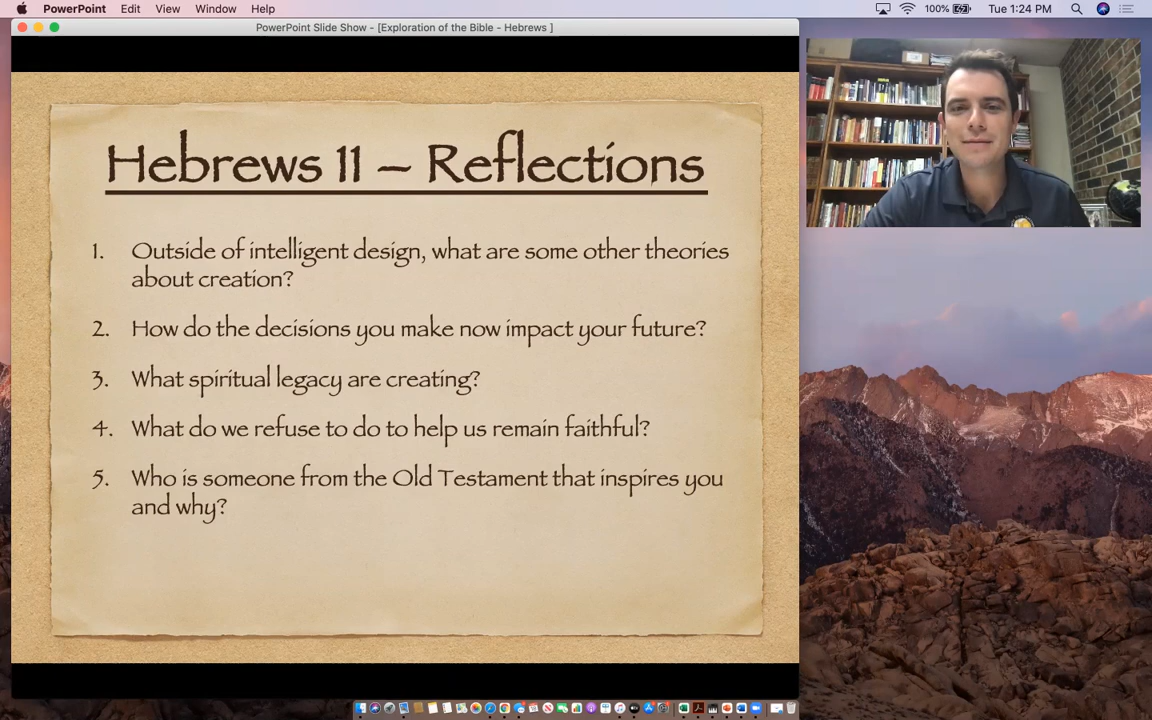 PowerPoint Edit View Window Help 100% Tue 1:24 PM
PowerPoint Slide Show - [Exploration of the Bible - Hebrews ]
Hebrews 11 – Reflections
1. Outside of intelligent design, what are some other theories
about creation?
2. How do the decisions you make now impact your future?
3. What spiritual legacy are creating?
4. What do we refuse to do to help us remain faithful?
5. Who is someone from the Old Testament that inspires you
and why?